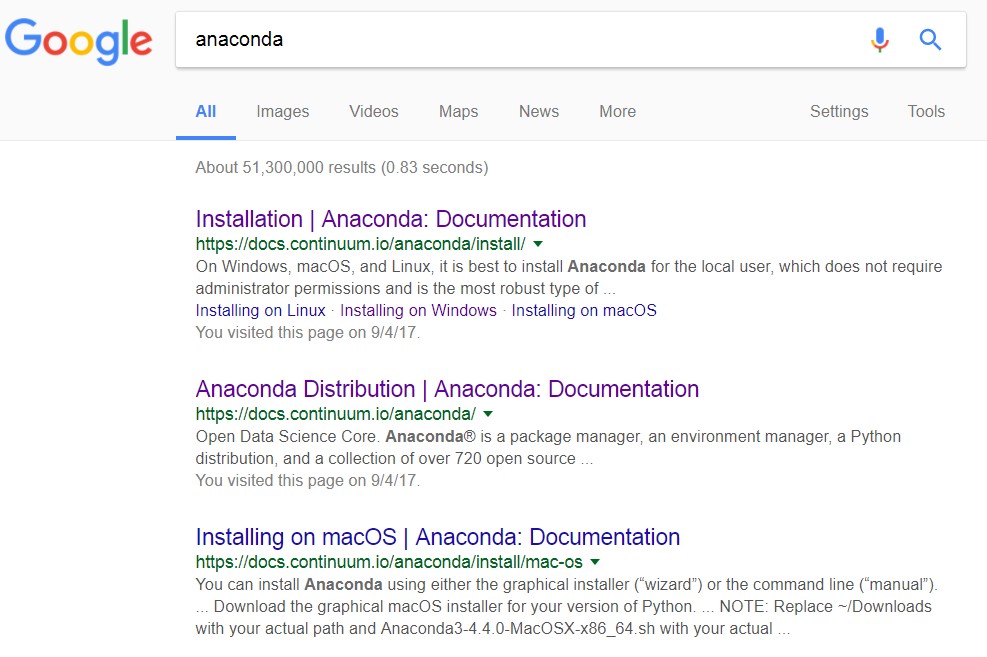 Google
anaconda
All Images Videos Maps News More Settings Tools
About 51,300,000 results (0.83 seconds)
Installation | Anaconda: Documentation
https://docs.continuum.io/anaconda/install/
On Windows, macOS, and Linux, it is best to install Anaconda for the local user, which does not require
administrator permissions and is the most robust type of ...
Installing on Linux · Installing on Windows · Installing on macOS
You visited this page on 9/4/17.
Anaconda Distribution | Anaconda: Documentation
https://docs.continuum.io/anaconda/
Open Data Science Core. Anaconda® is a package manager, an environment manager, a Python
distribution, and a collection of over 720 open source ...
You visited this page on 9/4/17.
Installing on macOS | Anaconda: Documentation
https://docs.continuum.io/anaconda/install/mac-os
You can install Anaconda using either the graphical installer (“wizard”) or the command line (“manual”).
... Download the graphical macOS installer for your version of Python. ... NOTE: Replace ~/Downloads
with your actual path and Anaconda3-4.4.0-MacOSX-x86_64.sh with your actual ...